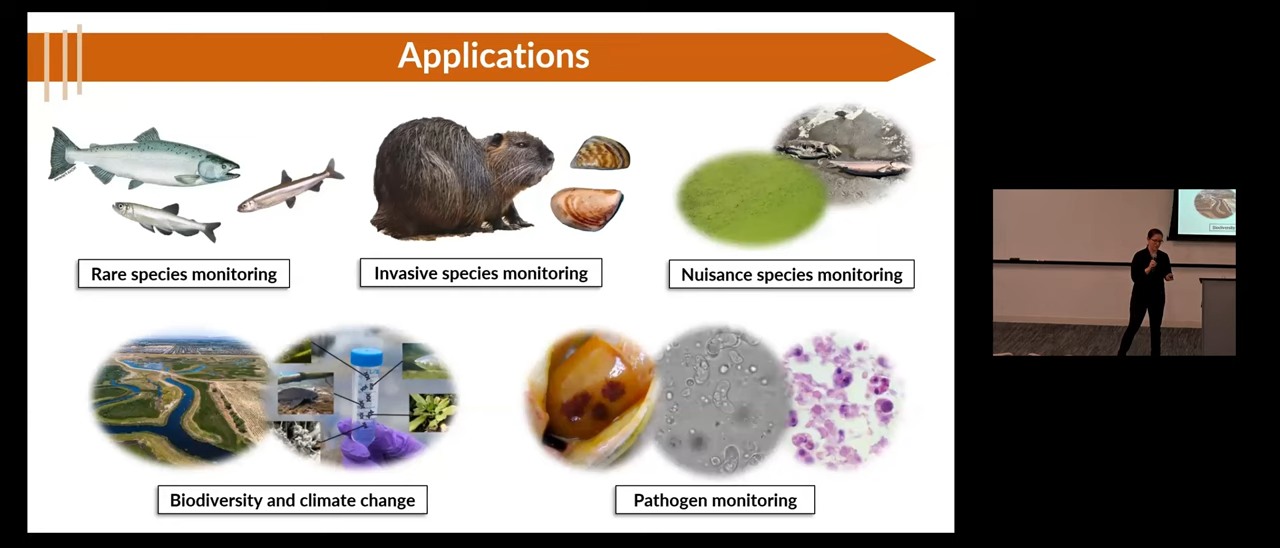 Applications
Rare species monitoring
Invasive species monitoring
Nuisance species monitoring
Biodiversity and climate change
Pathogen monitoring